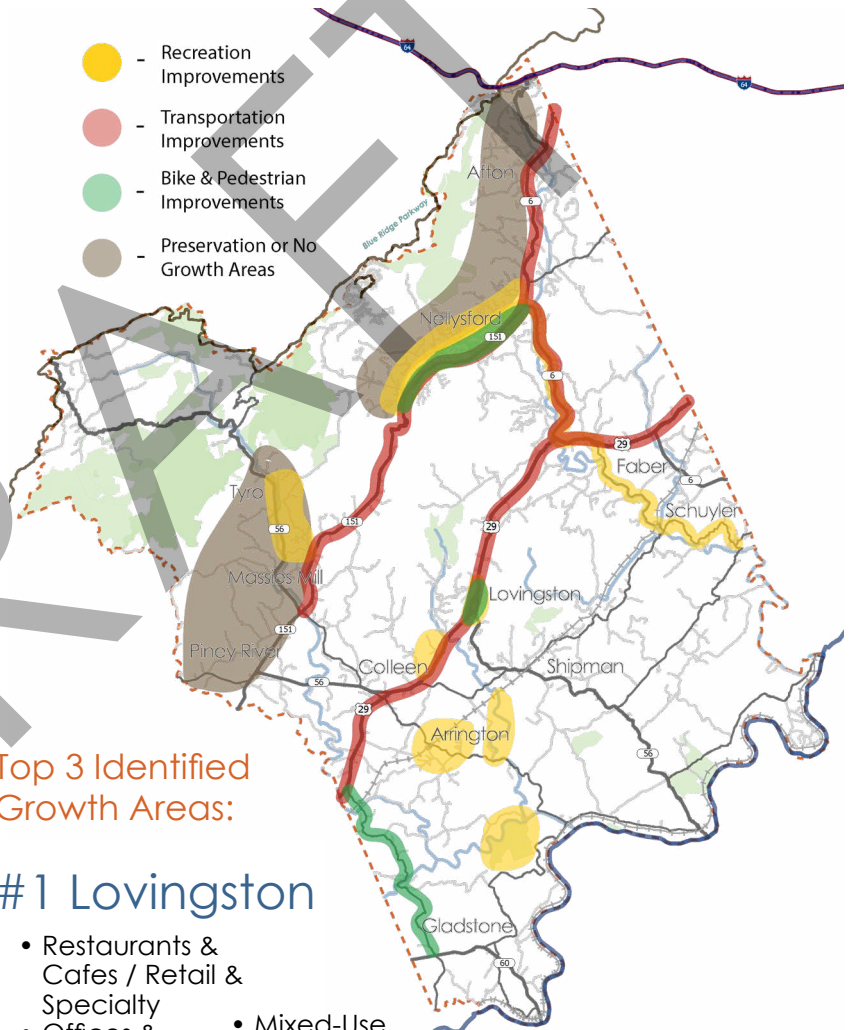 - Recreation
Improvements
- Transportation
Improvements
- Bike & Pedestrian
Improvements
- Preservation or No
Growth Areas
64
64
Blue Ridge Parkway
Afton
6
Nellysford
151
6
29
Faber
6
Schuyler
Tyro
56
151
29
Massies Mill
Lovingston
151
Piney River
56
Colleen
Shipman
29
Arrington
56
Gladstone
60
DRAFT
Top 3 Identified
Growth Areas:
#1 Lovingston
• Restaurants &
Cafes / Retail &
Specialty
• Offices &
• Mixed-Use